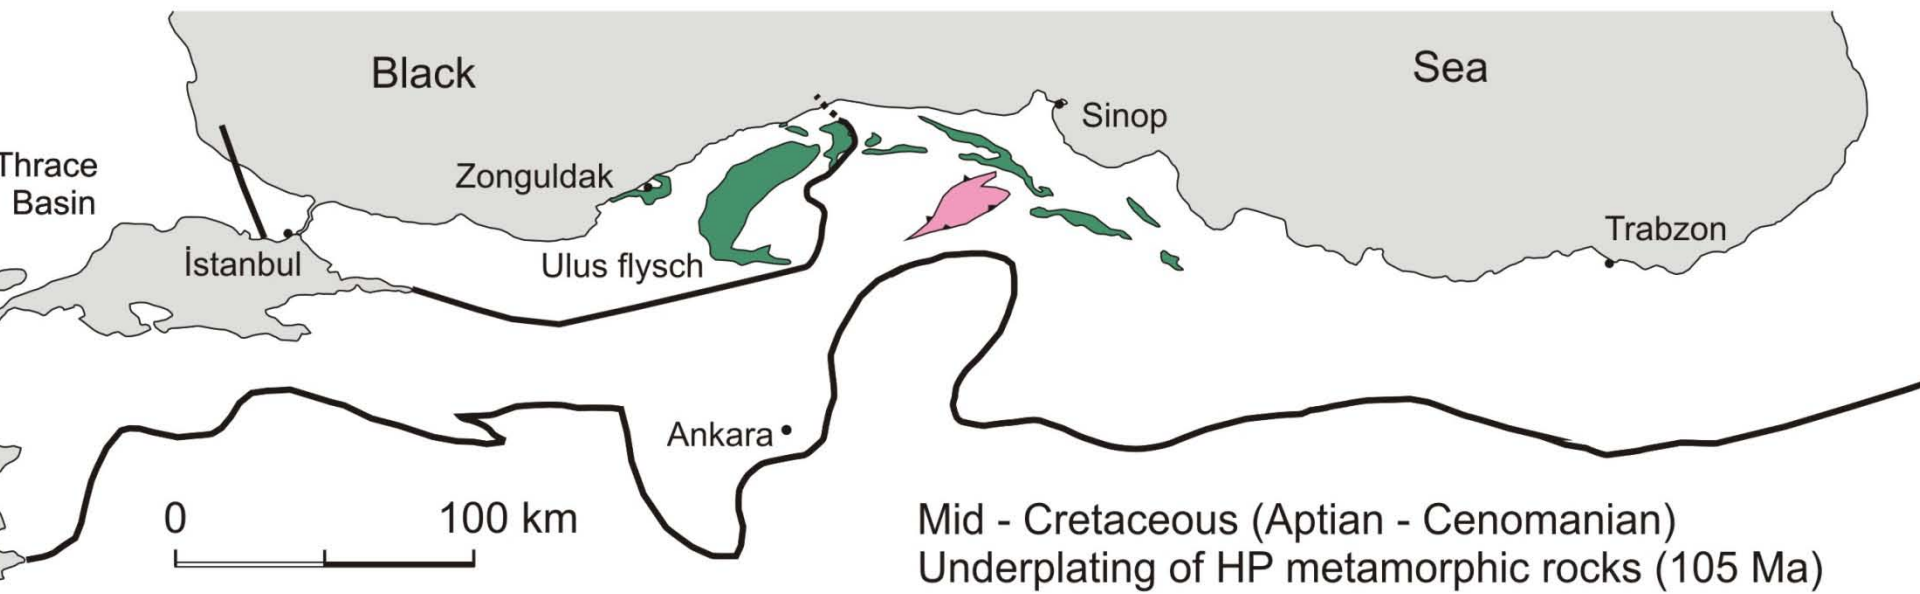 Black
Sea
Sinop
Thrace
Basin
Zonguldak
Trabzon
İstanbul
Ulus flysch
Ankara
0 100 km
Mid - Cretaceous (Aptian - Cenomanian)
Underplating of HP metamorphic rocks (105 Ma)